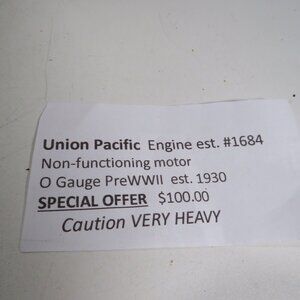 Union Pacific Engine est. #1684
Non-functioning motor
O Gauge PreWWII est. 1930
SPECIAL OFFER $100.00
Caution VERY HEAVY